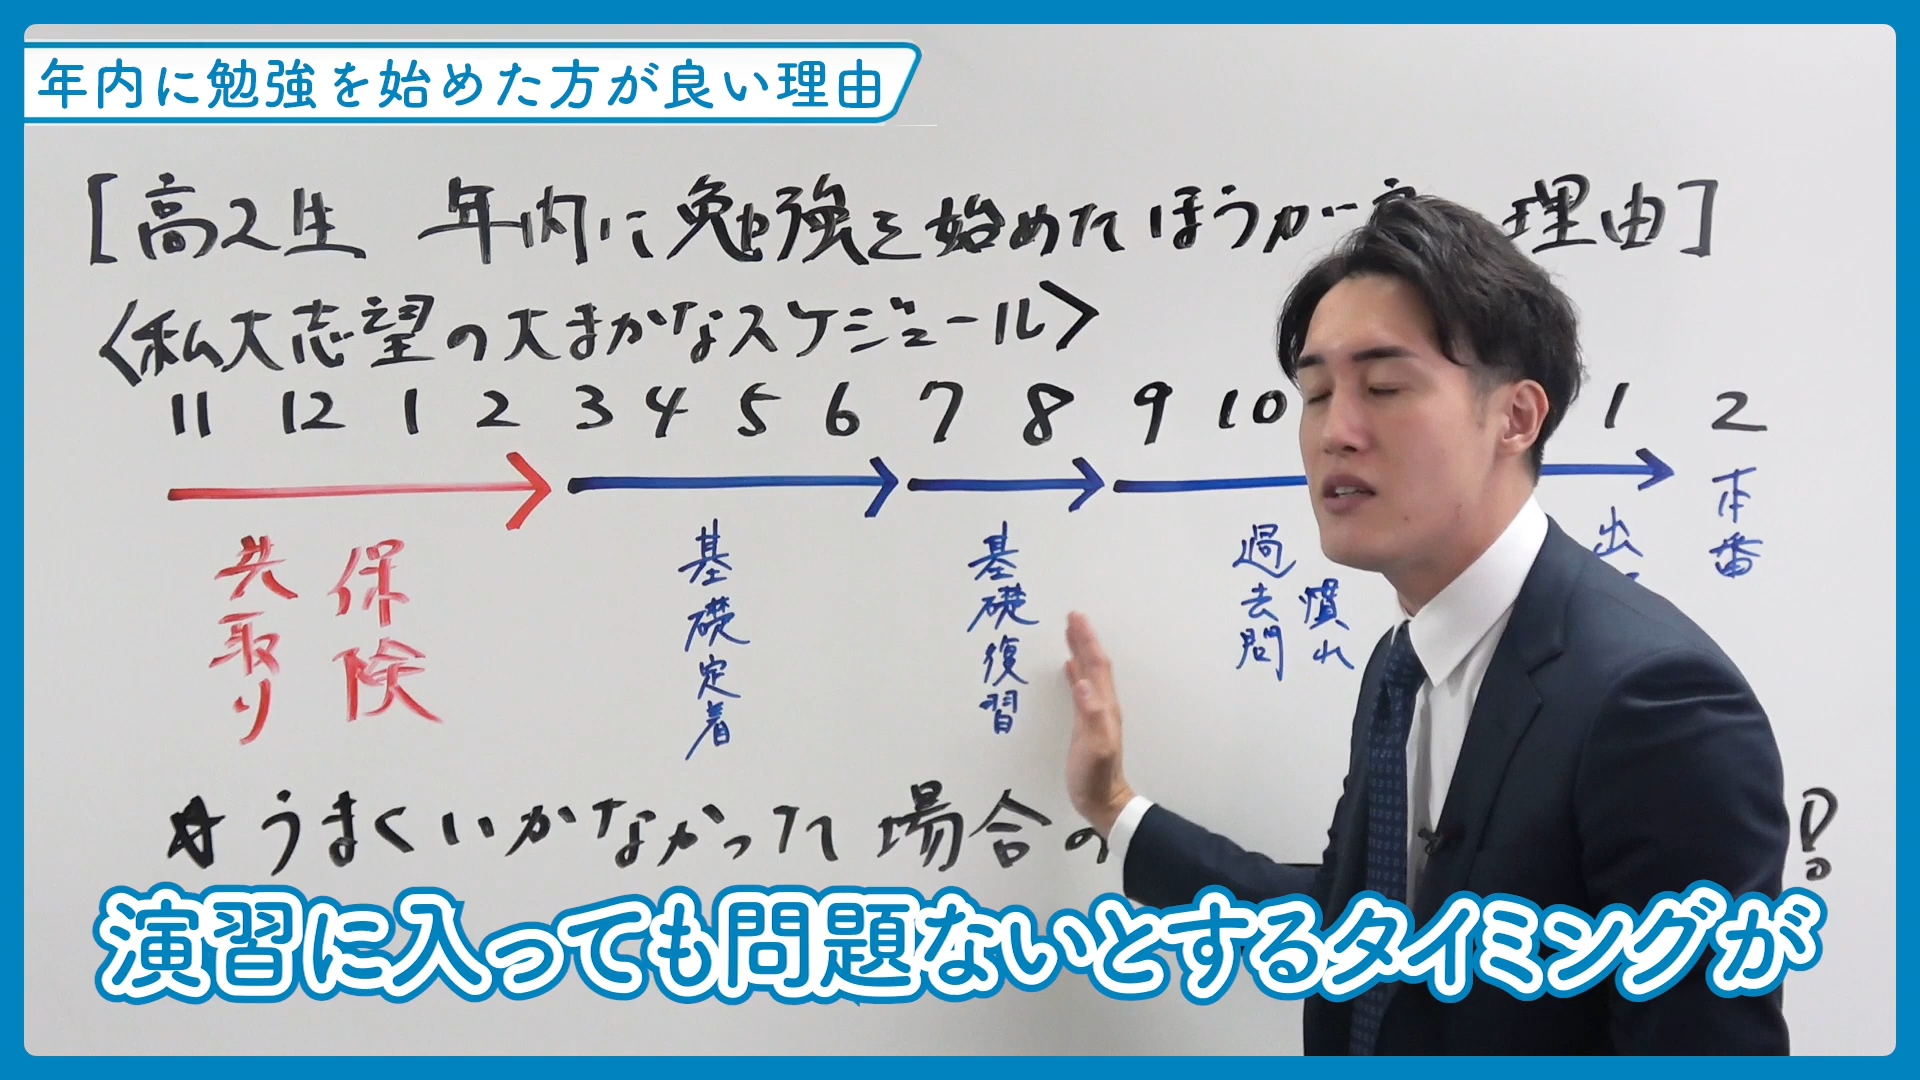 年内に勉強を始めた方が良い理由
[高2生 年内に勉強を始めたほうが 理由]
〈私大志望の大まかなスケジュール〉
11 12 1 2 3 4 5 6 7 8 9 10 1 2
先取り
保険
基礎定着
基礎復習
過去問
慣れ
出
本番
☆うまくいかなかった場合の
?
演習に入っても問題ないとするタイミングが